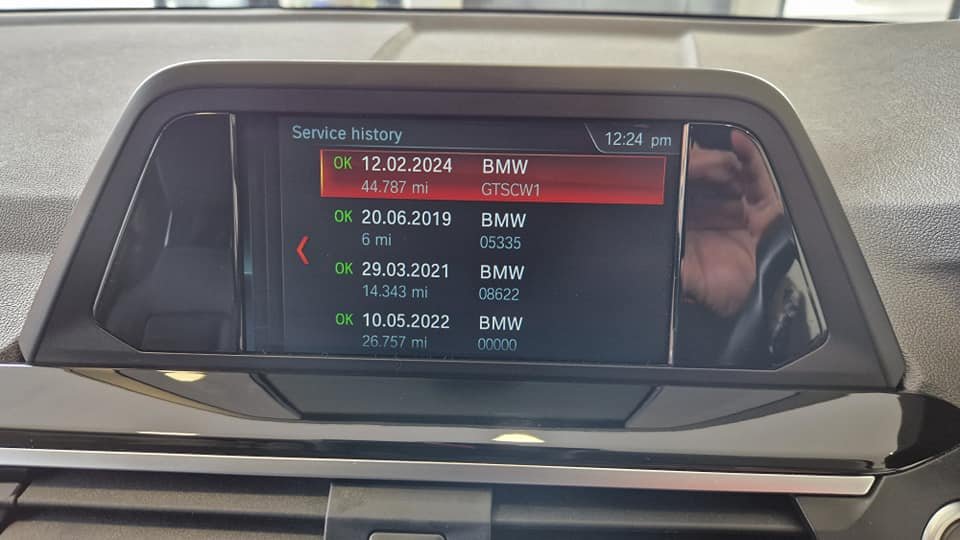 Service history 12:24 pm
OK 12.02.2024 BMW
44.787 mi GTSCW1
OK 20.06.2019 BMW
6 mi 05335
OK 29.03.2021 BMW
14.343 mi 08622
OK 10.05.2022 BMW
26.757 mi 00000